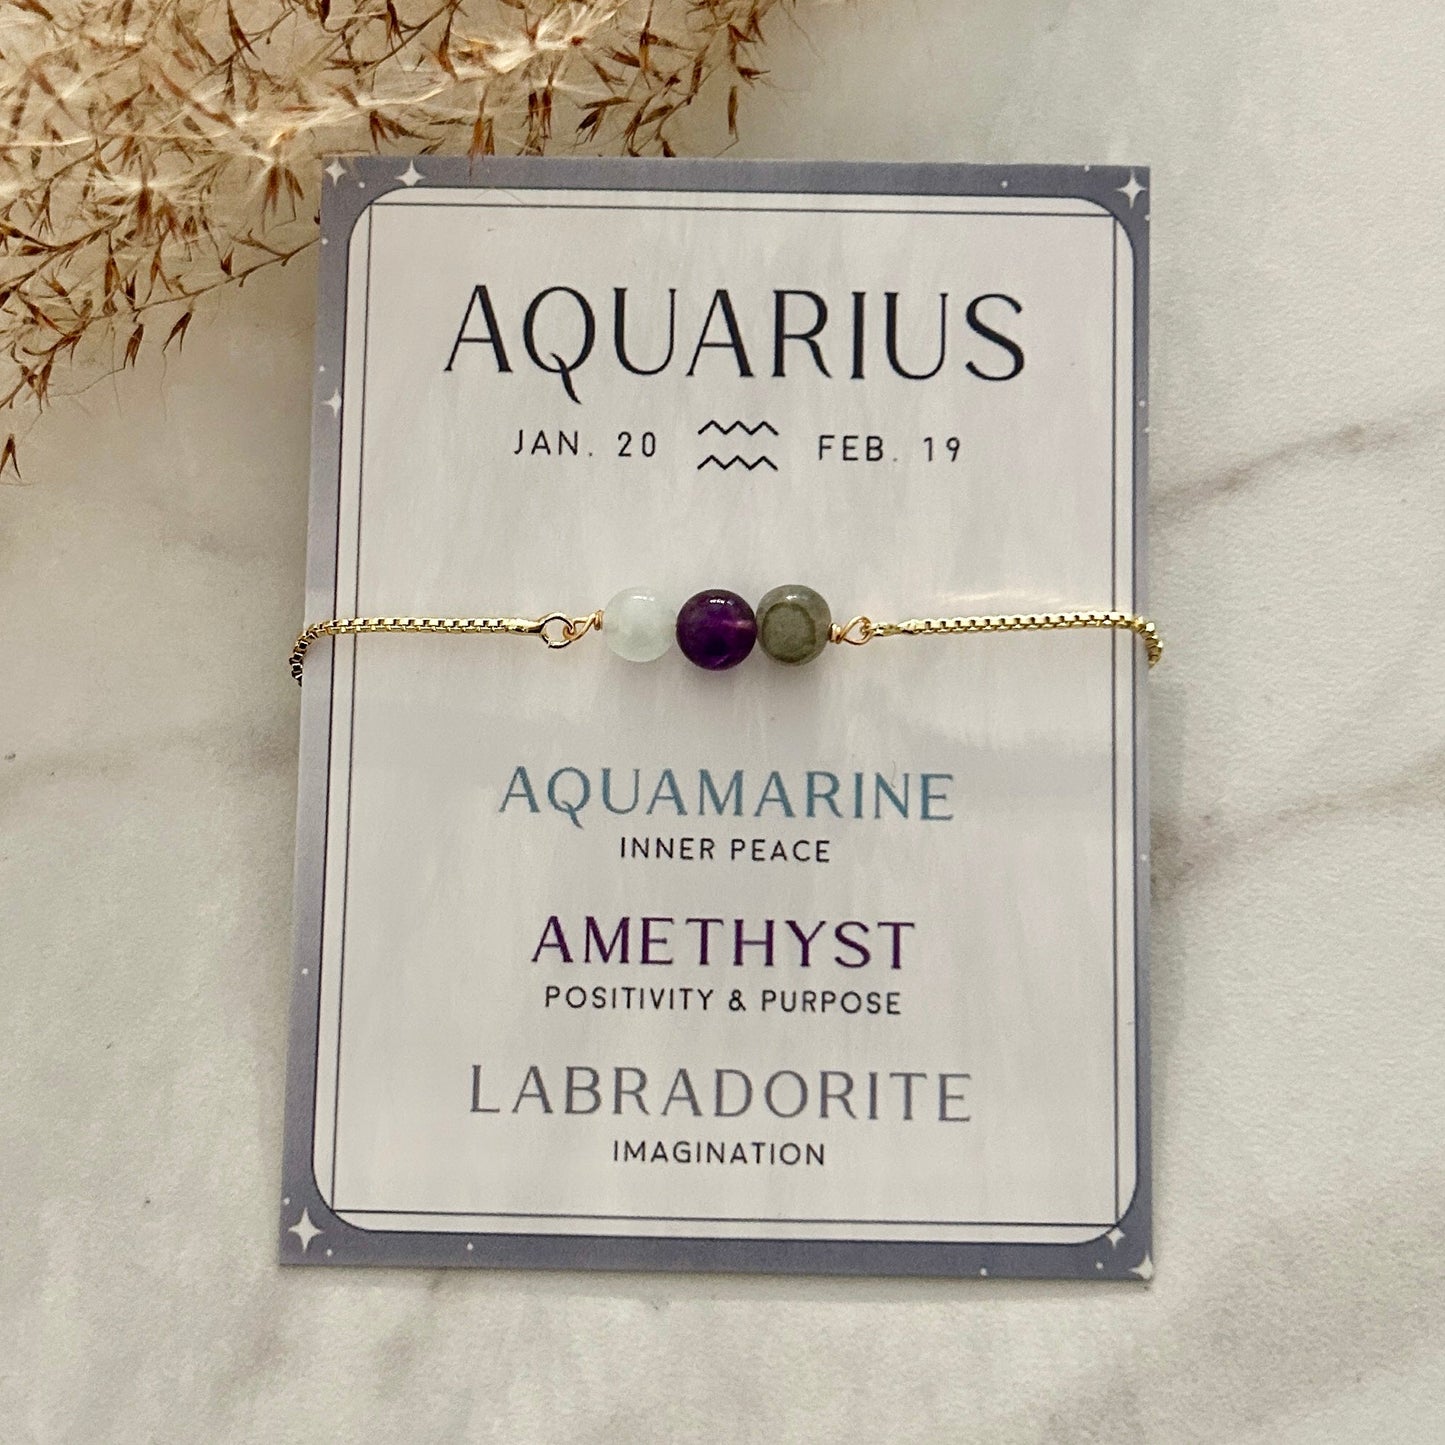 AQUARIUS
JAN. 20 FEB. 19
AQUAMARINE
INNER PEACE
AMETHYST
POSITIVITY & PURPOSE
LABRADORITE
IMAGINATION